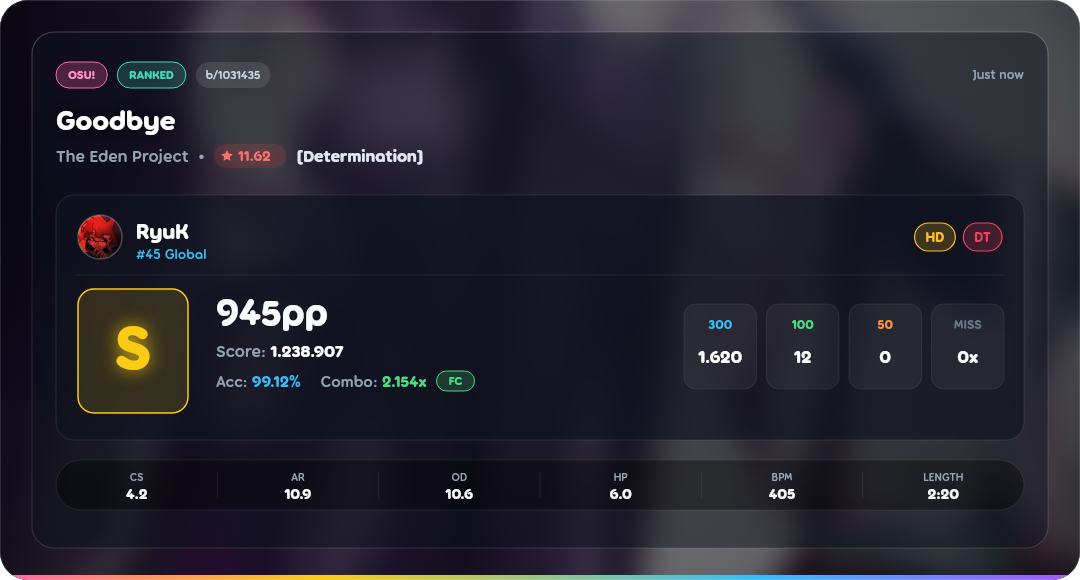 OSU! RANKED b/1031435 Just now
Goodbye
The Eden Project • ★ 11.62 [Determination]
RyuK
#45 Global
HD DT
S
945pp
Score: 1.238.907
Acc: 99.12% Combo: 2.154x FC
300 100 50 MISS
1.620 12 0 0x
CS AR OD HP BPM LENGTH
4.2 10.9 10.6 6.0 405 2:20